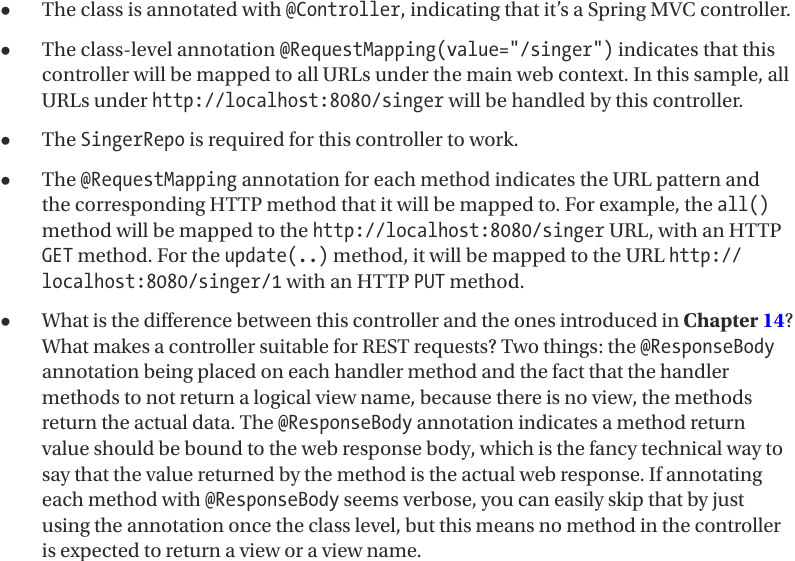 • The class is annotated with @Controller, indicating that it's a Spring MVC controller.
• The class-level annotation @RequestMapping(value="/singer") indicates that this
controller will be mapped to all URLs under the main web context. In this sample, all
URLs under http://localhost:8080/singer will be handled by this controller.
• The SingerRepo is required for this controller to work.
• The @RequestMapping annotation for each method indicates the URL pattern and
the corresponding HTTP method that it will be mapped to. For example, the all()
method will be mapped to the http://localhost:8080/singer URL, with an HTTP
GET method. For the update(..) method, it will be mapped to the URL http://
localhost:8080/singer/1 with an HTTP PUT method.
• What is the difference between this controller and the ones introduced in Chapter 14?
What makes a controller suitable for REST requests? Two things: the @ResponseBody
annotation being placed on each handler method and the fact that the handler
methods to not return a logical view name, because there is no view, the methods
return the actual data. The @ResponseBody annotation indicates a method return
value should be bound to the web response body, which is the fancy technical way to
say that the value returned by the method is the actual web response. If annotating
each method with @ResponseBody seems verbose, you can easily skip that by just
using the annotation once the class level, but this means no method in the controller
is expected to return a view or a view name.